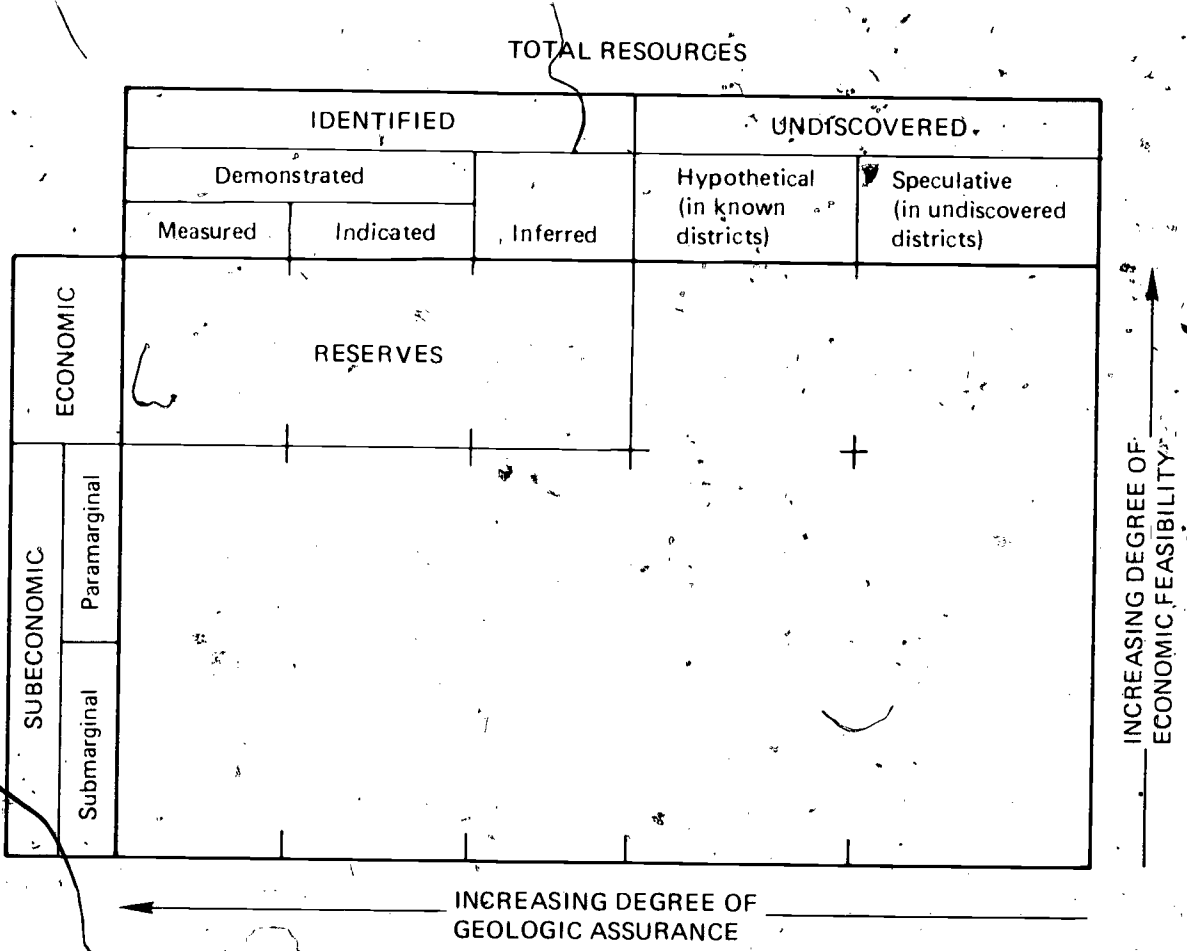 TOTAL RESOURCES
IDENTIFIED
UNDISCOVERED
Demonstrated
Measured
Indicated
Inferred
Hypothetical
(in known
districts)
Speculative
(in undiscovered
districts)
ECONOMIC
RESERVES
SUBECONOMIC
Paramarginal
Submarginal
INCREASING DEGREE OF
ECONOMIC FEASIBILITY
INCREASING DEGREE OF
GEOLOGIC ASSURANCE